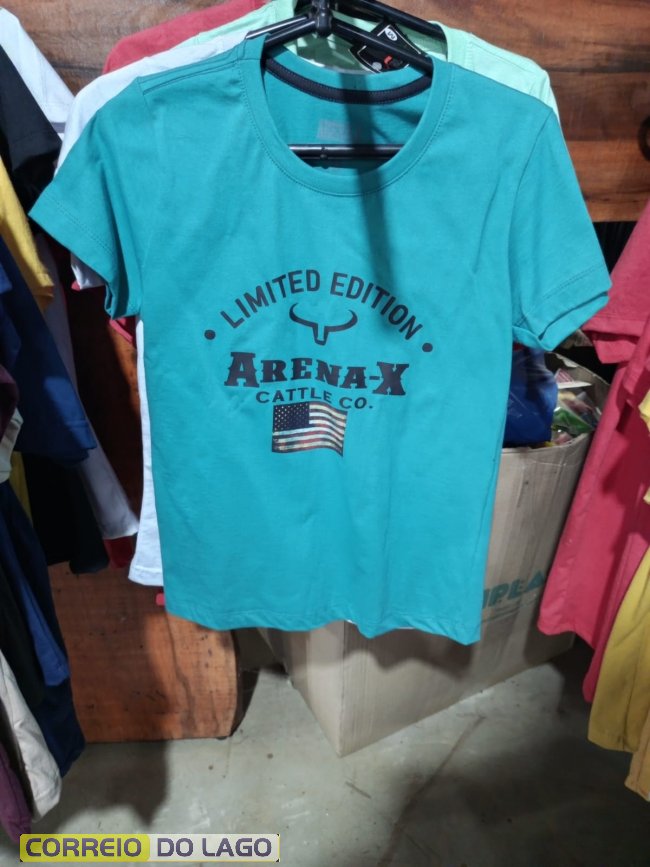 LIMITED EDITION
ARENA-X
CATTLE CO.
CORREIO DO LAGO